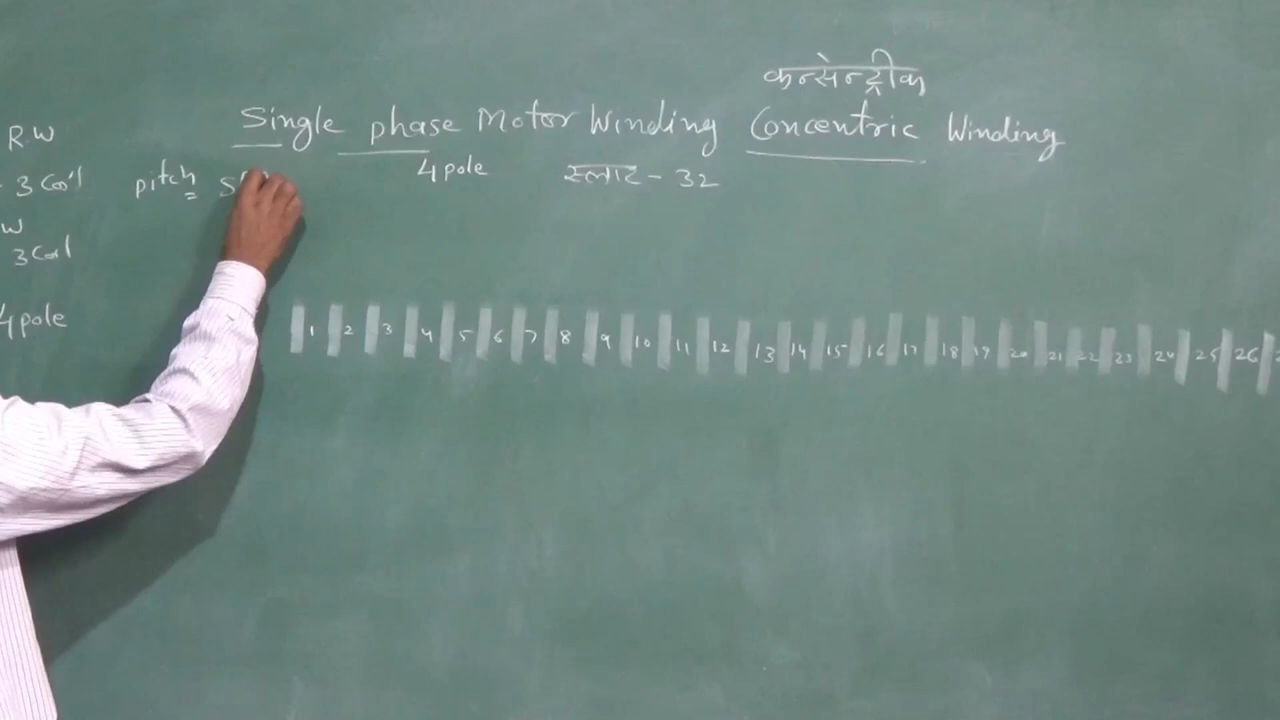 कन्सेन्ट्रीक
Single phase Motor Winding Concentric Winding
4 pole स्लाट - 32
R W
- 3 Coil pitch =
W
3 Coil
4 pole
1 2 3 4 5 6 7 8 9 10 11 12 13 14 15 16 17 18 19 20 21 22 23 24 25 26